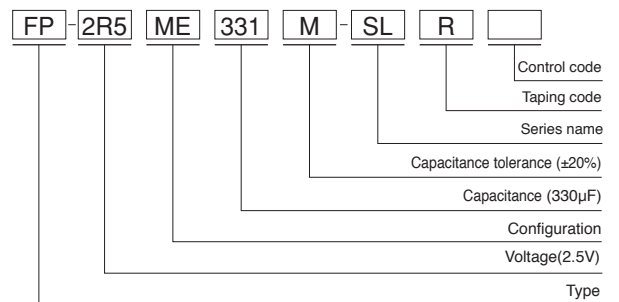 FP-2R5 ME 331 M-SL R
Control code
Taping code
Series name
Capacitance tolerance (±20%)
Capacitance (330μF)
Configuration
Voltage(2.5V)
Type